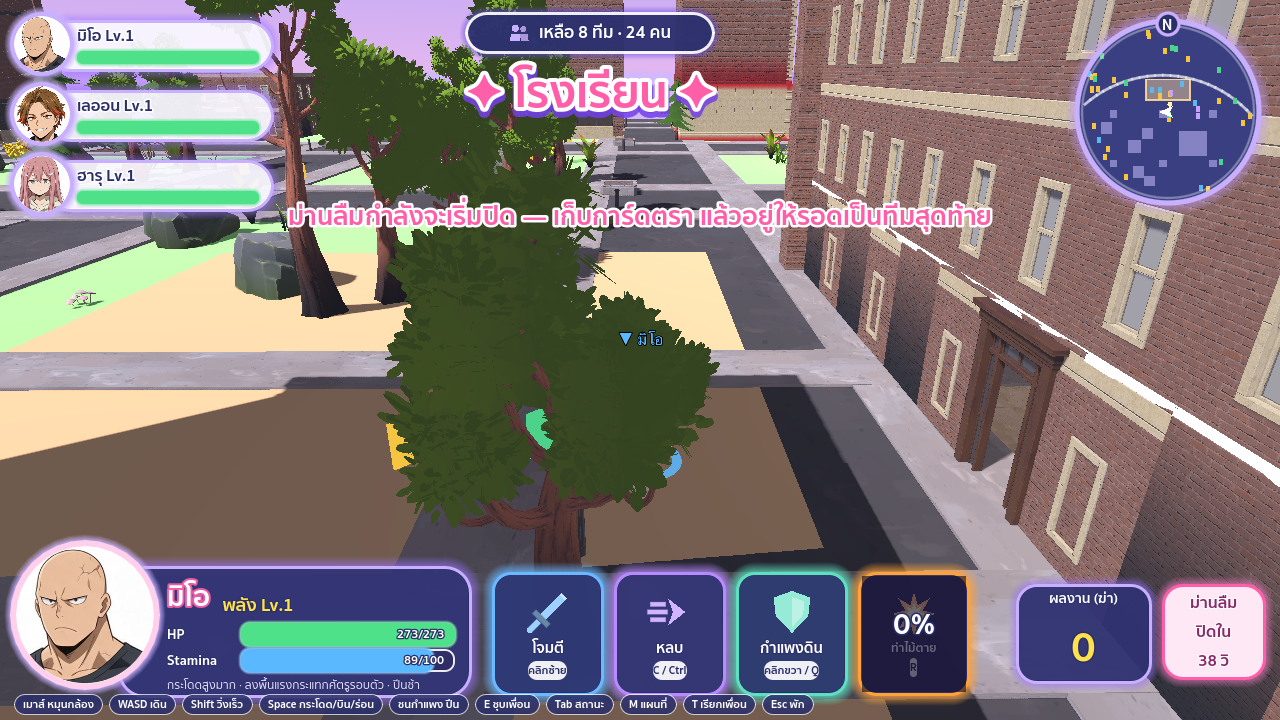 มิโอ Lv.1
เลออน Lv.1
ฮารุ Lv.1
เหลือ 8 ทีม · 24 คน
โรงเรียน
N
ม่านลืมกำลังจะเริ่มปิด — เก็บการ์ดตรา แล้วอยู่ให้รอดเป็นทีมสุดท้าย
▼ มิโอ
มิโอ พลัง Lv.1
HP 273/273
Stamina 89/100
กระโดดสูงมาก · ลงพื้นแรงกระแทกศัตรูรอบตัว · ปีนช้า
โจมตี
คลิกซ้าย
หลบ
C / Ctrl
กำแพงดิน
คลิกขวา / Q
0%
ท่าไม้ตาย
R
ผลงาน (ฆ่า)
0
ม่านลืม
ปิดใน
38 วิ
เมาส์ หมุนกล้อง
WASD เดิน
Shift วิ่งเร็ว
Space กระโดด/บิน/ร่อน
ชนกำแพง ปีน
E ชุบเพื่อน
Tab สถานะ
M แผนที่
T เรียกเพื่อน
Esc พัก